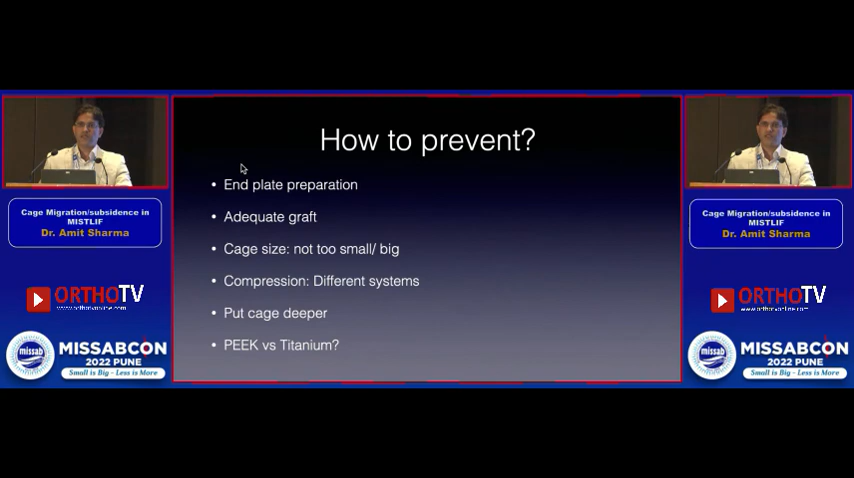 How to prevent?
• End plate preparation
• Adequate graft
• Cage size: not too small/ big
• Compression: Different systems
• Put cage deeper
• PEEK vs Titanium?
Cage Migration/subsidence in
MISTLIF
Dr. Amit Sharma
ORTHOTV
www.orthotvonline.com
missab
MISSABCON
2022 PUNE
Small is Big - Less is More
Cage Migration/subsidence in
MISTLIF
Dr. Amit Sharma
ORTHOTV
www.orthotvonline.com
missab
MISSABCON
2022 PUNE
Small is Big - Less is More